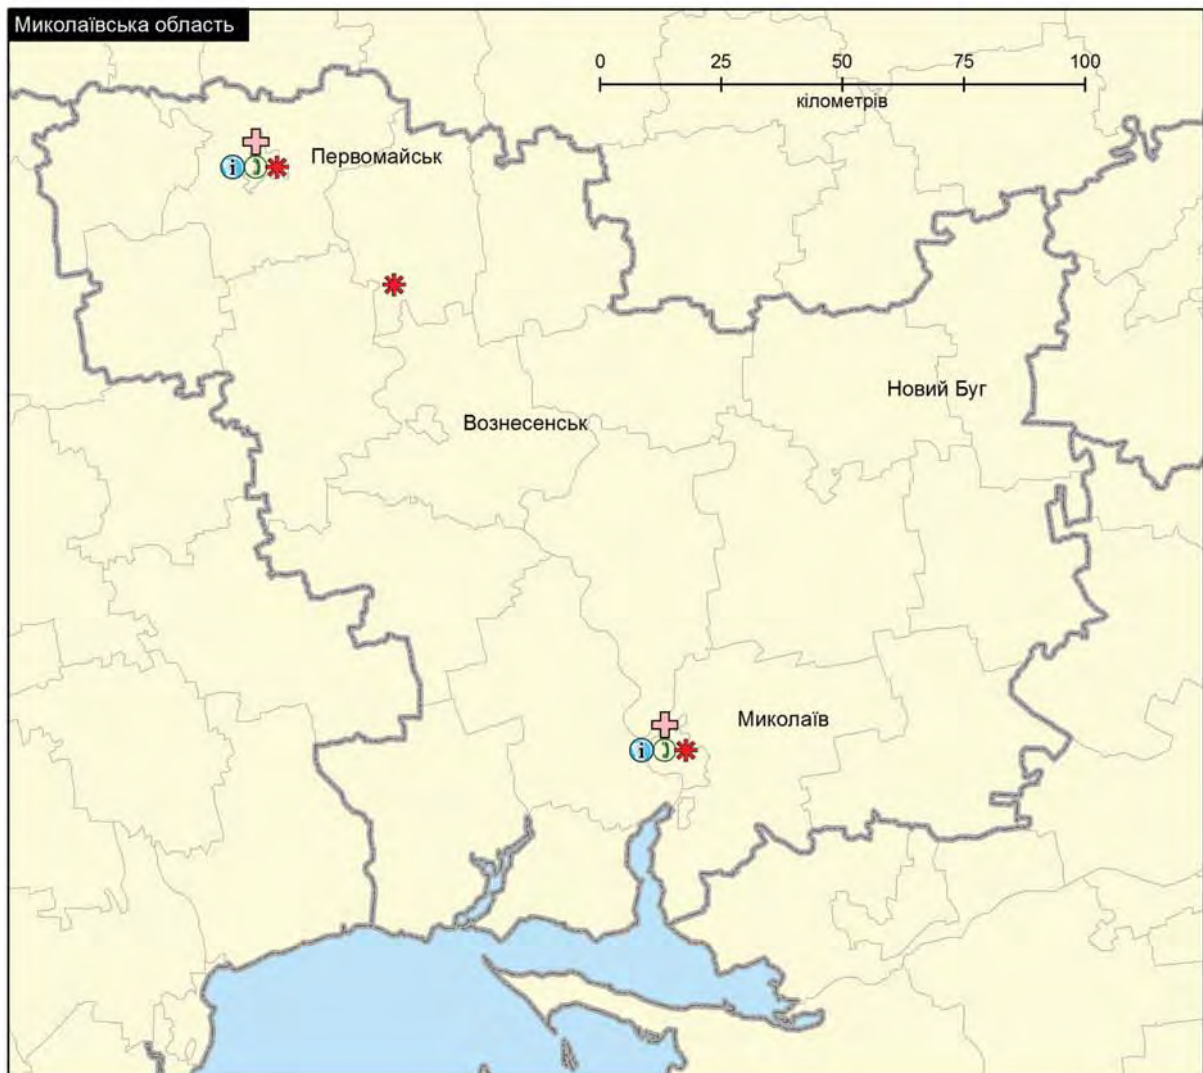 Миколаївська область
0 25 50 75 100
кілометрів
Первомайськ
Новий Буг
Вознесенськ
Миколаїв